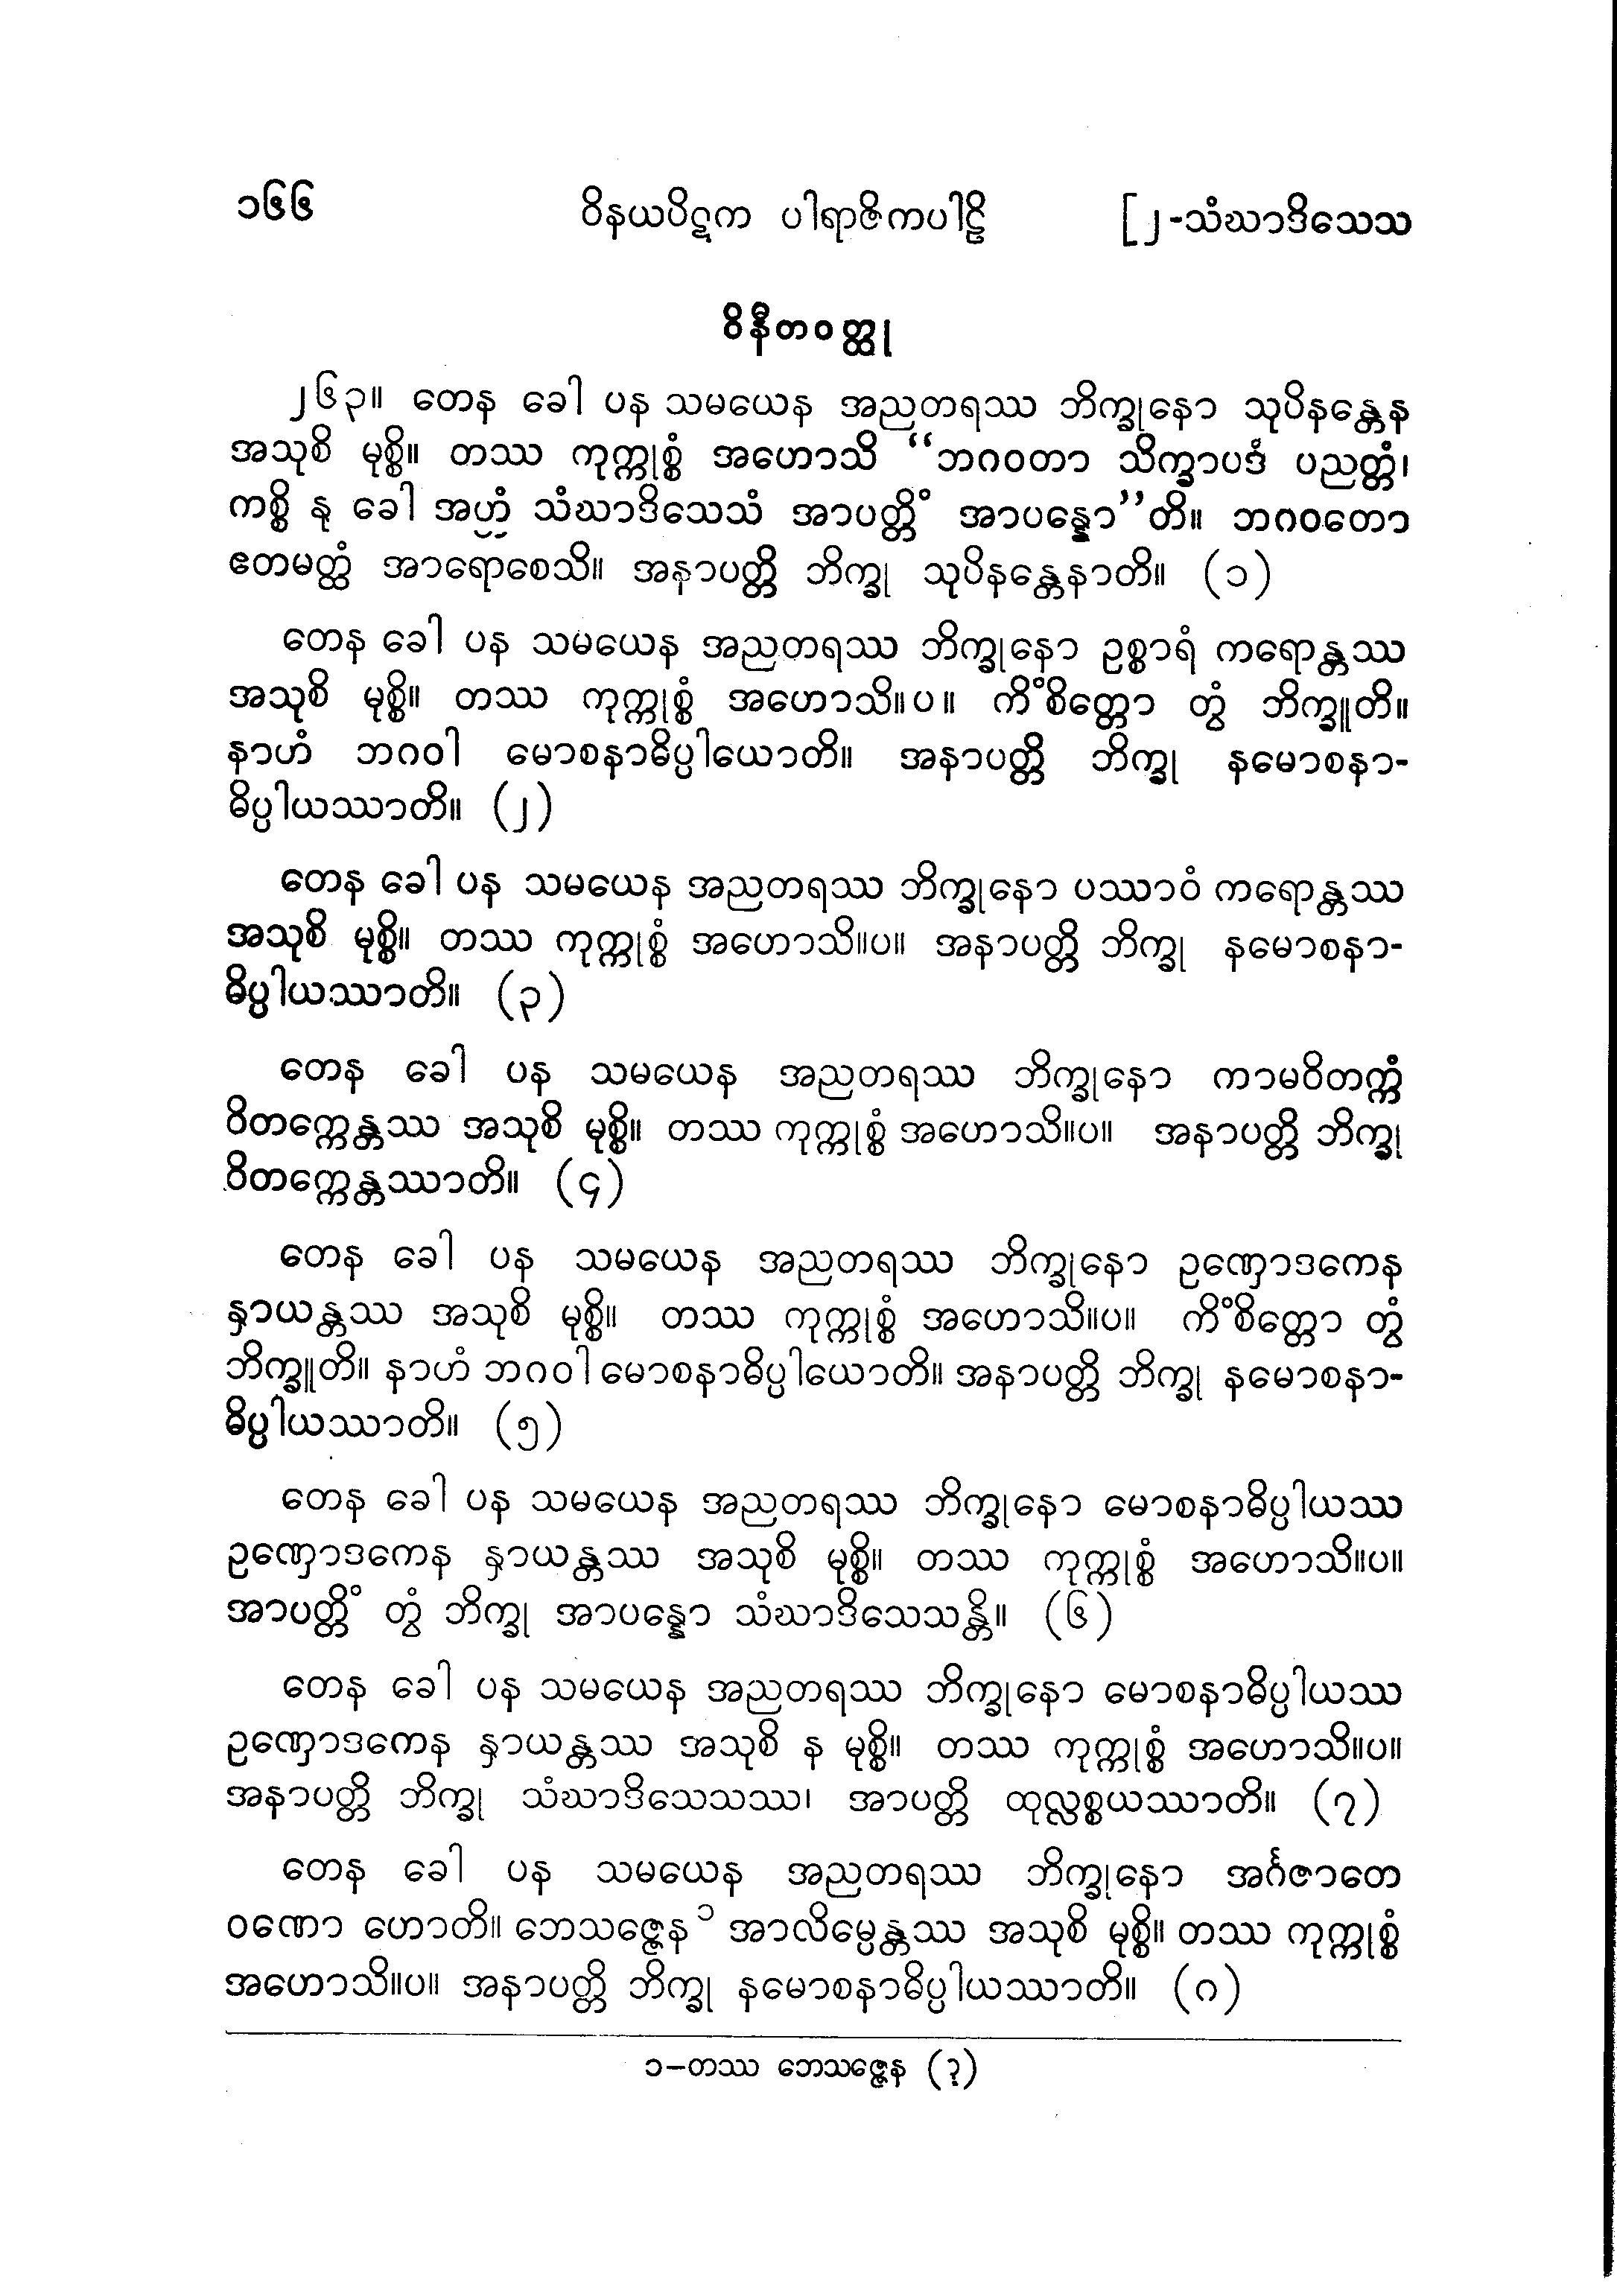 ၁၆၆ ဝိနယပိဋက ပါရာဇိကပါဠိ [၂-သံဃာဒိသေသ
ဝိနီတဝတ္ထု
၂၆၃။ တေန ခေါ ပန သမယေန အညတရဿ ဘိက္ခုနော သုပိနန္တေန
အသုစိ မုစ္စိ။ တဿ ကုက္ကုစ္စံ အဟောသိ “ဘဂဝတာ သိက္ခာပဒံ ပညတ္တံ၊
ကစ္စိ နု ခေါ အဟံ သံဃာဒိသေသံ အာပတ္တိံ အာပန္နော”တိ။ ဘဂဝတော
ဧတမတ္ထံ အာရောစေသိ။ အနာပတ္တိ ဘိက္ခု သုပိနန္တေနာတိ။ (၁)
တေန ခေါ ပန သမယေန အညတရဿ ဘိက္ခုနော ဥစ္စာရံ ကရောန္တဿ
အသုစိ မုစ္စိ။ တဿ ကုက္ကုစ္စံ အဟောသိ။ပ။ ကိံစိတ္တော တွံ ဘိက္ခူတိ။
နာဟံ ဘဂဝါ မောစနာဓိပ္ပါယောတိ။ အနာပတ္တိ ဘိက္ခု နမောစနာ-
ဓိပ္ပါယဿာတိ။ (၂)
တေန ခေါ ပန သမယေန အညတရဿ ဘိက္ခုနော ပဿာဝံ ကရောန္တဿ
အသုစိ မုစ္စိ။ တဿ ကုက္ကုစ္စံ အဟောသိ။ပ။ အနာပတ္တိ ဘိက္ခု နမောစနာ-
ဓိပ္ပါယဿာတိ။ (၃)
တေန ခေါ ပန သမယေန အညတရဿ ဘိက္ခုနော ကာမဝိတက္ကံ
ဝိတက္ကေန္တဿ အသုစိ မုစ္စိ။ တဿ ကုက္ကုစ္စံ အဟောသိ။ပ။ အနာပတ္တိ ဘိက္ခု
ဝိတက္ကေန္တဿာတိ။ (၄)
တေန ခေါ ပန သမယေန အညတရဿ ဘိက္ခုနော ဥဏှောဒကေန
နှာယန္တဿ အသုစိ မုစ္စိ။ တဿ ကုက္ကုစ္စံ အဟောသိ။ပ။ ကိံစိတ္တော တွံ
ဘိက္ခူတိ။ နာဟံ ဘဂဝါ မောစနာဓိပ္ပါယောတိ။ အနာပတ္တိ ဘိက္ခု နမောစနာ-
ဓိပ္ပါယဿာတိ။ (၅)
တေန ခေါ ပန သမယေန အညတရဿ ဘိက္ခုနော မောစနာဓိပ္ပါယဿ
ဥဏှောဒကေန နှာယန္တဿ အသုစိ မုစ္စိ။ တဿ ကုက္ကုစ္စံ အဟောသိ။ပ။
အာပတ္တိံ တွံ ဘိက္ခု အာပန္နော သံဃာဒိသေသန္တိ။ (၆)
တေန ခေါ ပန သမယေန အညတရဿ ဘိက္ခုနော မောစနာဓိပ္ပါယဿ
ဥဏှောဒကေန နှာယန္တဿ အသုစိ န မုစ္စိ။ တဿ ကုက္ကုစ္စံ အဟောသိ။ပ။
အနာပတ္တိ ဘိက္ခု သံဃာဒိသေသဿ၊ အာပတ္တိ ထုလ္လစ္စယဿာတိ။ (၇)
တေန ခေါ ပန သမယေန အညတရဿ ဘိက္ခုနော အင်္ဂဇာတေ
ဝဏော ဟောတိ။ ဘေသဇ္ဇေန ၁ အာလိမ္ပေန္တဿ အသုစိ မုစ္စိ။ တဿ ကုက္ကုစ္စံ
အဟောသိ။ပ။ အနာပတ္တိ ဘိက္ခု နမောစနာဓိပ္ပါယဿာတိ။ (၈)
၁-တဿ ဘေသဇ္ဇေန (?)